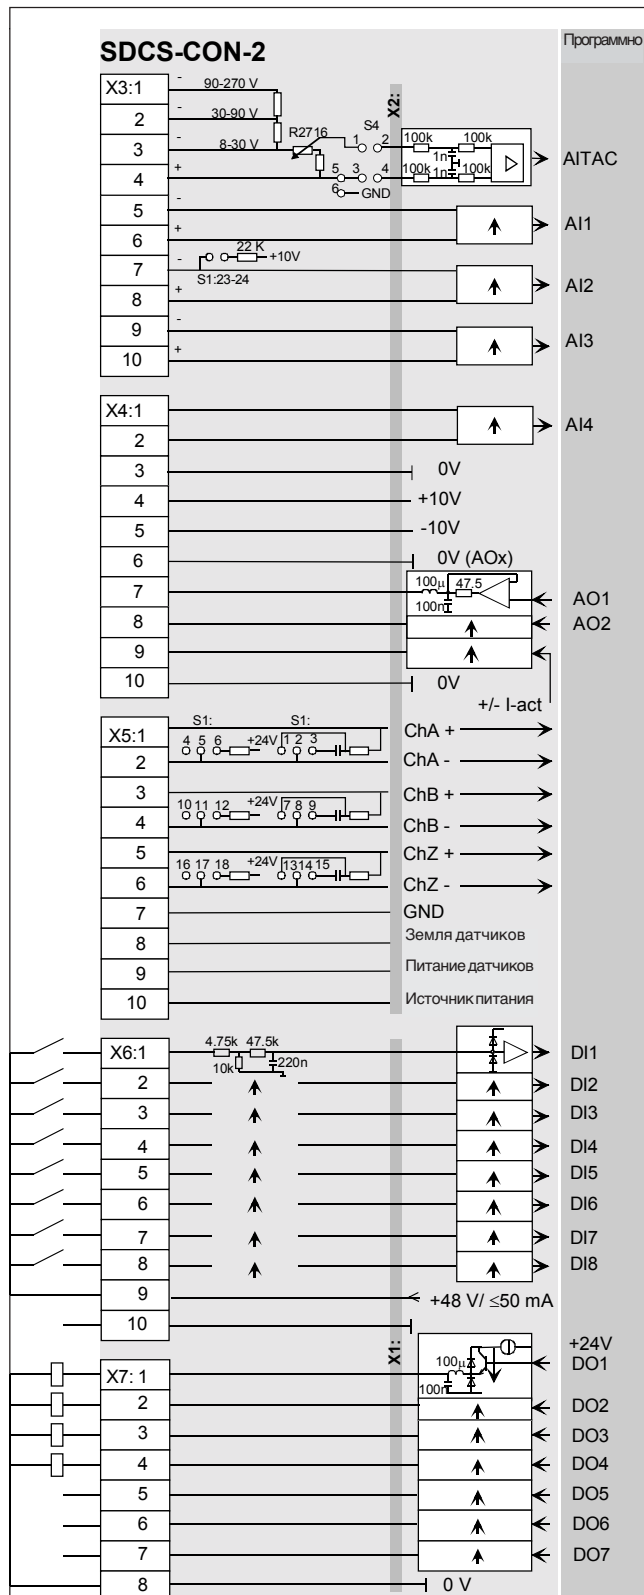 SDCS-CON-2
Программно
X3:1
-
90-270 V
2
-
30-90 V
3
-
8-30 V
R2716
S4
1
2
X2:
100k
100k
1n
1n
100k
100k
AITAC
4
+
5
3
4
6
GND
5
-
AI1
6
+
22 K
+10V
7
-
S1:23-24
AI2
8
+
9
-
AI3
10
+
X4:1
AI4
2
3
0V
4
+10V
5
-10V
6
0V (AOx)
7
100µ
47.5
100n
AO1
8
AO2
9
10
0V
+/- I-act
X5:1
S1:
S1:
ChA +
4 5 6
+24V
1 2 3
2
ChA -
3
ChB +
10 11 12
+24V
7 8 9
4
ChB -
5
ChZ +
16 17 18
+24V
13 14 15
6
ChZ -
7
GND
8
Земля датчиков
9
Питание датчиков
10
Источник питания
X6:1
4.75k
47.5k
10k
220n
DI1
2
DI2
3
DI3
4
DI4
5
DI5
6
DI6
7
DI7
8
DI8
9
+48 V/ ≤50 mA
10
X1:
+24V
X7: 1
100µ
100n
DO1
2
DO2
3
DO3
4
DO4
5
DO5
6
DO6
7
DO7
8
0 V